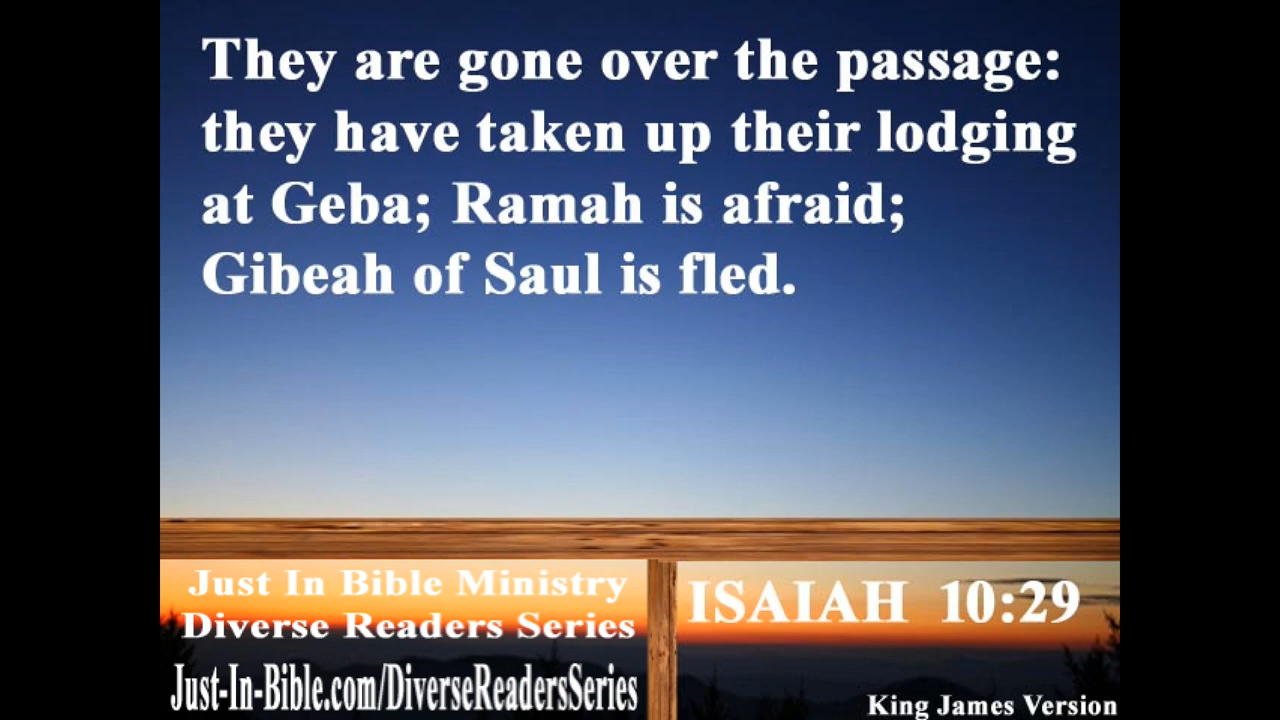 They are gone over the passage:
they have taken up their lodging
at Geba; Ramah is afraid;
Gibeah of Saul is fled.
Just In Bible Ministry
Diverse Readers Series
Just-In-Bible.com/DiverseReadersSeries
ISAIAH 10:29
King James Version